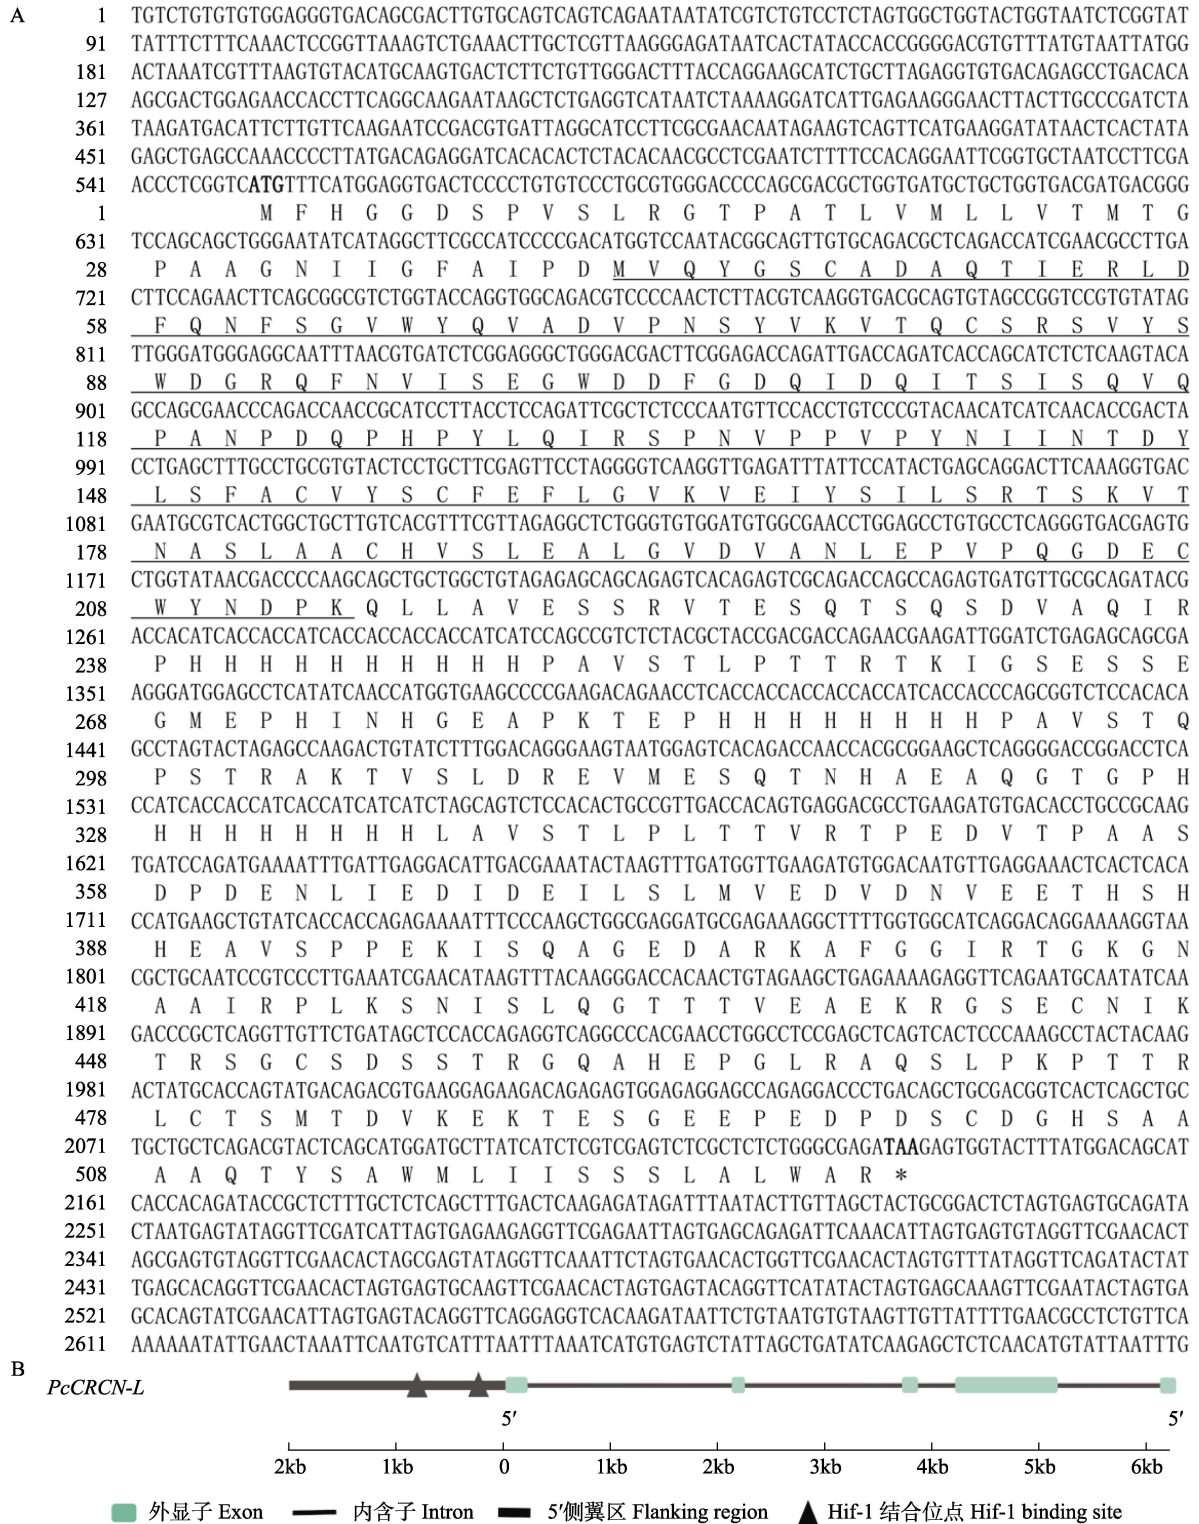 A
1 TGTCTGTGTGTGGAGGGTGACAGCGACTTGTGCAGTCAGTCAGAATAATATCGTCTGTCCTCTAGTGGCTGGTACTGGTAATCTCGGTAT
91 TATTTCTTTCAAACTCCGGTTAAAGTCTGAAACTTGCTCGTTAAGGGAGATAATCACTATACCACCGGGGACGTGTTTATGTAATTATGG
181 ACTAAATCGTTTAAGTGTACATGCAAGTGACTCTTCTGTTGGGACTTTACCAGGAAGCATCTGCTTAGAGGTGTGACAGAGCCTGACACA
127 AGCGACTGGAGAACCACCTTCAGGCAAGAATAAGCTCTGAGGTCATAATCTAAAAGGATCATTGAGAAGGGAACTTACTTGCCCGATCTA
361 TAAGATGACATTCTTGTTCAAGAATCCGACGTGATTAGGCATCCTTCGCGAACAATAGAAGTCAGTTCATGAAGGATATAACTCACTATA
451 GAGCTGAGCCAAACCCCTTATGACAGAGGATCACACACTCTACACAACGCCTCGAATCTTTTCCACAGGAATTCGGTGCTAATCCTTCGA
541 ACCCTCGGTCATGTTTCATGGAGGTGACTCCCCTGTGTCCCTGCGTGGGACCCCAGCGACGCTGGTGATGCTGCTGGTGACGATGACGGG
1 M F H G G D S P V S L R G T P A T L V M L L V T M T G
631 TCCAGCAGCTGGGAATATCATAGGCTTCGCCATCCCCGACATGGTCCAATACGGCAGTTGTGCAGACGCTCAGACCATCGAACGCCTTGA
28 P A A G N I I G F A I P D M V Q Y G S C A D A Q T I E R L D
721 CTTCCAGAACTTCAGCGGCGTCTGGTACCAGGTGGCAGACGTCCCCAACTCTTACGTCAAGGTGACGCAGTGTAGCCGGTCCGTGTATAG
58 F Q N F S G V W Y Q V A D V P N S Y V K V T Q C S R S V Y S
811 TTGGGATGGGAGGCAATTTAACGTGATCTCGGAGGGCTGGGACGACTTCGGAGACCAGATTGACCAGATCACCAGCATCTCTCAAGTACA
88 W D G R Q F N V I S E G W D D F G D Q I D Q I T S I S Q V Q
901 GCCAGCGAACCCAGACCAACCGCATCCTTACCTCCAGATTCGCTCTCCCAATGTTCCACCTGTCCCGTACAACATCATCAACACCGACTA
118 P A N P D Q P H P Y L Q I R S P N V P P V P Y N I I N T D Y
991 CCTGAGCTTTGCCTGCGTGTACTCCTGCTTCGAGTTCCTAGGGGTCAAGGTTGAGATTTATTCCATACTGAGCAGGACTTCAAAGGTGAC
148 L S F A C V Y S C F E F L G V K V E I Y S I L S R T S K V T
1081 GAATGCGTCACTGGCTGCTTGTCACGTTTCGTTAGAGGCTCTGGGTGTGGATGTGGCGAACCTGGAGCCTGTGCCTCAGGGTGACGAGTG
178 N A S L A A C H V S L E A L G V D V A N L E P V P Q G D E C
1171 CTGGTATAACGACCCCAAGCAGCTGCTGGCTGTAGAGAGCAGCAGAGTCACAGAGTCGCAGACCAGCCAGAGTGATGTTGCGCAGATACG
208 W Y N D P K Q L L A V E S S R V T E S Q T S Q S D V A Q I R
1261 ACCACATCACCACCATCACCACCACCACCATCATCCAGCCGTCTCTACGCTACCGACGACCAGAACGAAGATTGGATCTGAGAGCAGCGA
238 P H H H H H H H H H H P A V S T L P T T R T K I G S E S S E
1351 AGGGATGGAGCCTCATATCAACCATGGTGAAGCCCCGAAGACAGAACCTCACCACCACCACCACCATCACCACCCAGCGGTCTCCACACA
268 G M E P H I N H G E A P K T E P H H H H H H H H P A V S T Q
1441 GCCTAGTACTAGAGCCAAGACTGTATCTTTGGACAGGGAAGTAATGGAGTCACAGACCAACCACGCGGAAGCTCAGGGGACCGGACCTCA
298 P S T R A K T V S L D R E V M E S Q T N H A E A Q G T G P H
1531 CCATCACCACCATCACCATCATCATCTAGCAGTCTCCACACTGCCGTTGACCACAGTGAGGACGCCTGAAGATGTGACACCTGCCGCAAG
328 H H H H H H H H L A V S T L P L T T V R T P E D V T P A A S
1621 TGATCCAGATGAAAATTTGATTGAGGACATTGACGAAATACTAAGTTTGATGGTTGAAGATGTGGACAATGTTGAGGAAACTCACTCACA
358 D P D E N L I E D I D E I L S L M V E D V D N V E E T H S H
1711 CCATGAAGCTGTATCACCACCAGAGAAAATTTCCCAAGCTGGCGAGGATGCGAGAAAGGCTTTTGGTGGCATCAGGACAGGAAAAGGTAA
388 H E A V S P P E K I S Q A G E D A R K A F G G I R T G K G N
1801 CGCTGCAATCCGTCCCTTGAAATCGAACATAAGTTTACAAGGGACCACAACTGTAGAAGCTGAGAAAAGAGGTTCAGAATGCAATATCAA
418 A A I R P L K S N I S L Q G T T T V E A E K R G S E C N I K
1891 GACCCGCTCAGGTTGTTCTGATAGCTCCACCAGAGGTCAGGCCCACGAACCTGGCCTCCGAGCTCAGTCACTCCCAAAGCCTACTACAAG
448 T R S G C S D S S T R G Q A H E P G L R A Q S L P K P T T R
1981 ACTATGCACCAGTATGACAGACGTGAAGGAGAAGACAGAGAGTGGAGAGGAGCCAGAGGACCCTGACAGCTGCGACGGTCACTCAGCTGC
478 L C T S M T D V K E K T E S G E E P E D P D S C D G H S A A
2071 TGCTGCTCAGACGTACTCAGCATGGATGCTTATCATCTCGTCGAGTCTCGCTCTCTGGGCGAGATAAGAGTGGTACTTTATGGACAGCAT
508 A A Q T Y S A W M L I I S S S L A L W A R *
2161 CACCACAGATACCGCTCTTTGCTCTCAGCTTTGACTCAAGAGATAGATTTAATACTTGTTAGCTACTGCGGACTCTAGTGAGTGCAGATA
2251 CTAATGAGTATAGGTTCGATCATTAGTGAGAAGAGGTTCGAGAATTAGTGAGCAGAGATTCAAACATTAGTGAGTGTAGGTTCGAACACT
2341 AGCGAGTGTAGGTTCGAACACTAGCGAGTATAGGTTCAAATTCTAGTGAACACTGGTTCGAACACTAGTGTTTATAGGTTCAGATACTAT
2431 TGAGCACAGGTTCGAACACTAGTGAGTGCAAGTTCGAACACTAGTGAGTACAGGTTCATATACTAGTGAGCAAAGTTCGAATACTAGTGA
2521 GCACAGTATCGAACATTAGTGAGTACAGGTTCAGGAGGTCACAAGATAATTCTGTAATGTGTAAGTTGTTATTTTGAACGCCTCTGTTCA
2611 AAAAAATATTGAACTAAATTCAATGTCATTTAATTTAAATCATGTGAGTCTATTAGCTGATATCAAGAGCTCTCAACATGTATTAATTTG
B
PcCRCN-L
5′ 5′
2kb 1kb 0 1kb 2kb 3kb 4kb 5kb 6kb
外显子 Exon 内含子 Intron 5′侧翼区 Flanking region Hif-1 结合位点 Hif-1 binding site